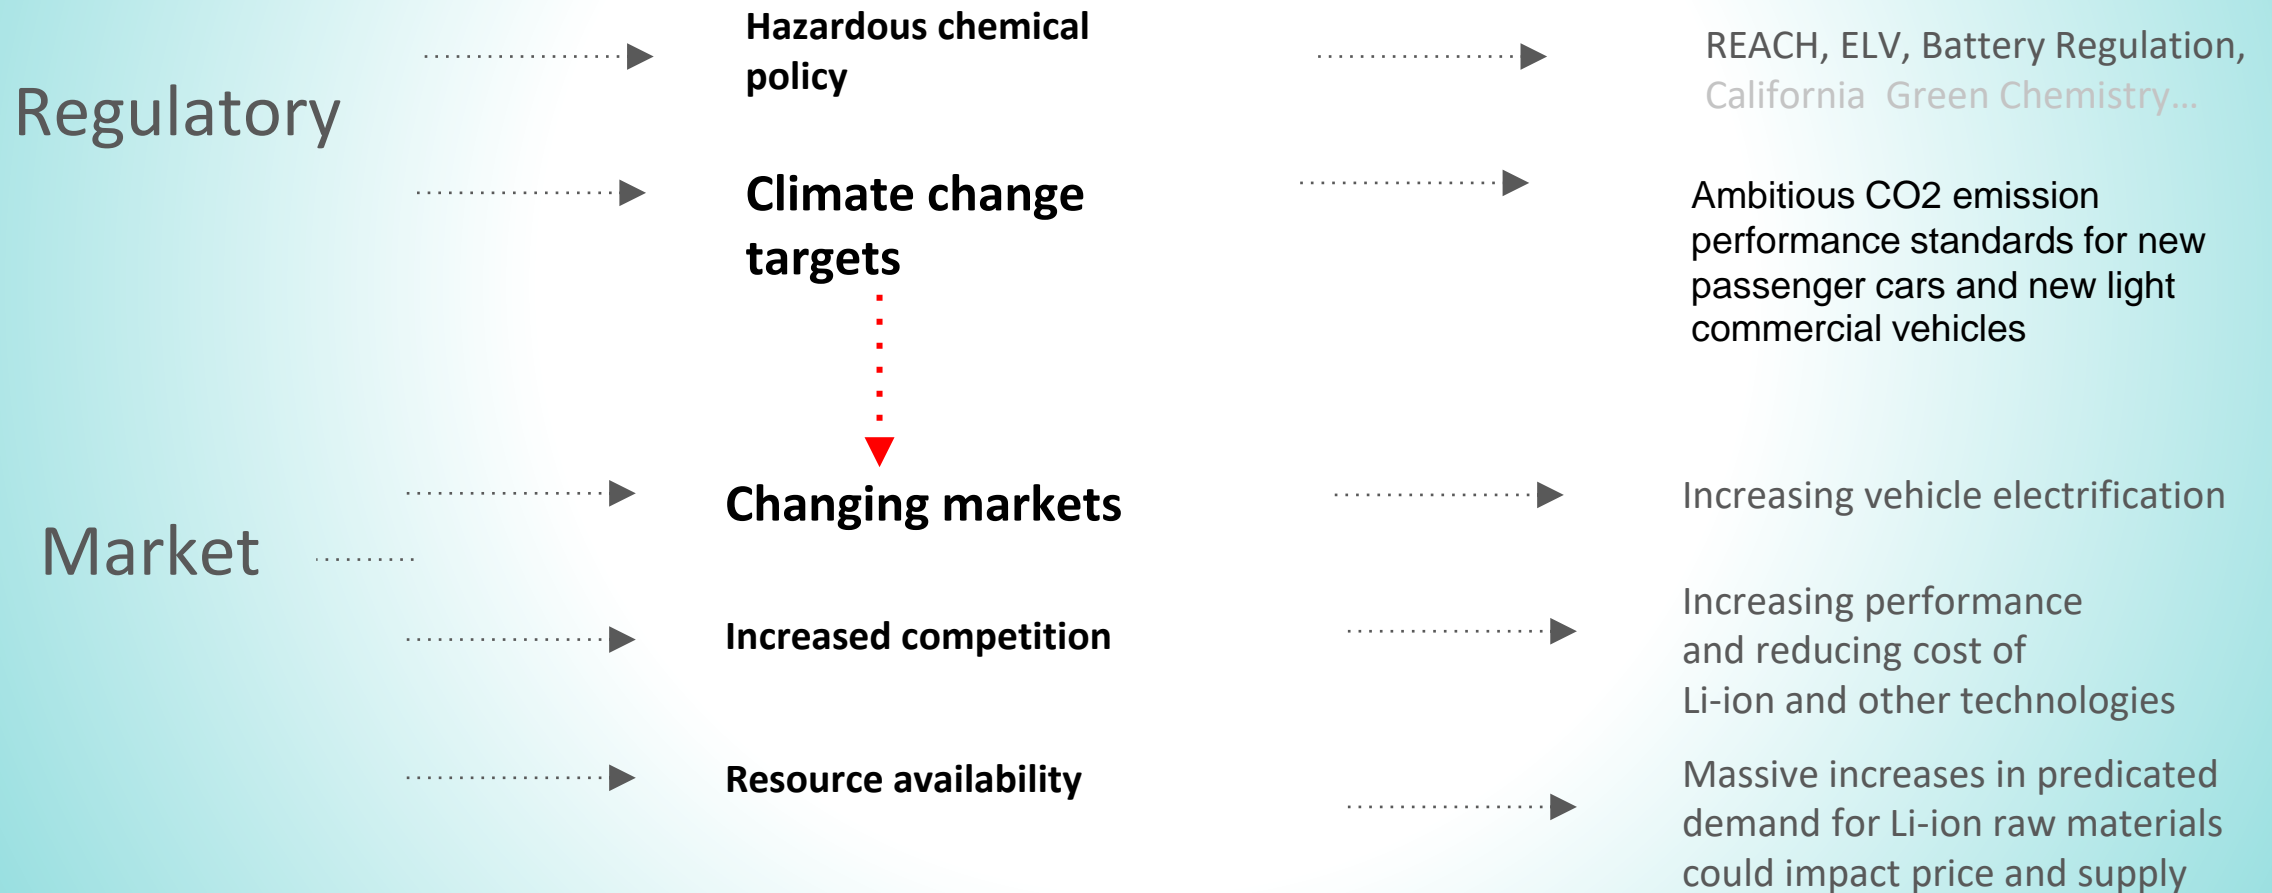 Regulatory
Hazardous chemical
policy
REACH, ELV, Battery Regulation,
California Green Chemistry...
Climate change
targets
Ambitious CO2 emission
performance standards for new
passenger cars and new light
commercial vehicles
Market
Changing markets
Increasing vehicle electrification
Increased competition
Increasing performance
and reducing cost of
Li-ion and other technologies
Resource availability
Massive increases in predicated
demand for Li-ion raw materials
could impact price and supply